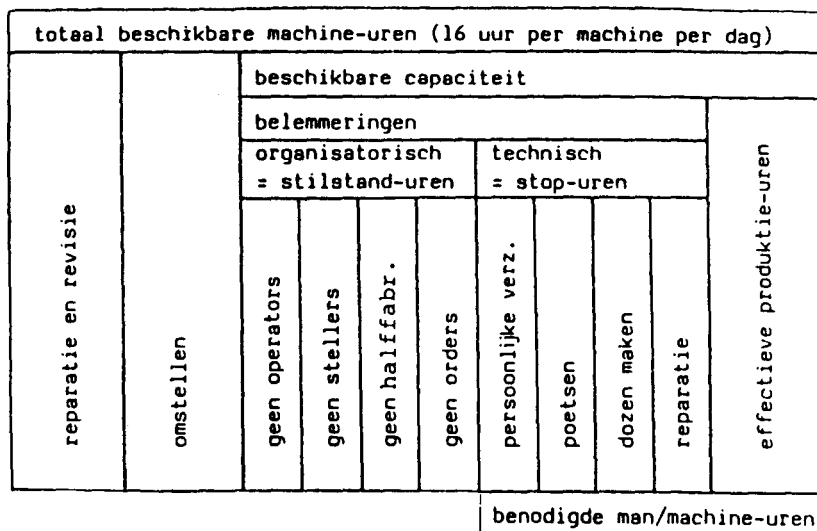 totaal beschikbare machine-uren (16 uur per machine per dag)
beschikbare capaciteit
belemmeringen
organisatorisch
= stilstand-uren
technisch
= stop-uren
reparatie en revisie
omstellen
geen operators
geen stellers
geen halffabr.
geen orders
persoonlijke verz.
poetsen
dozen maken
reparatie
effectieve produktie-uren
benodigde man/machine-uren